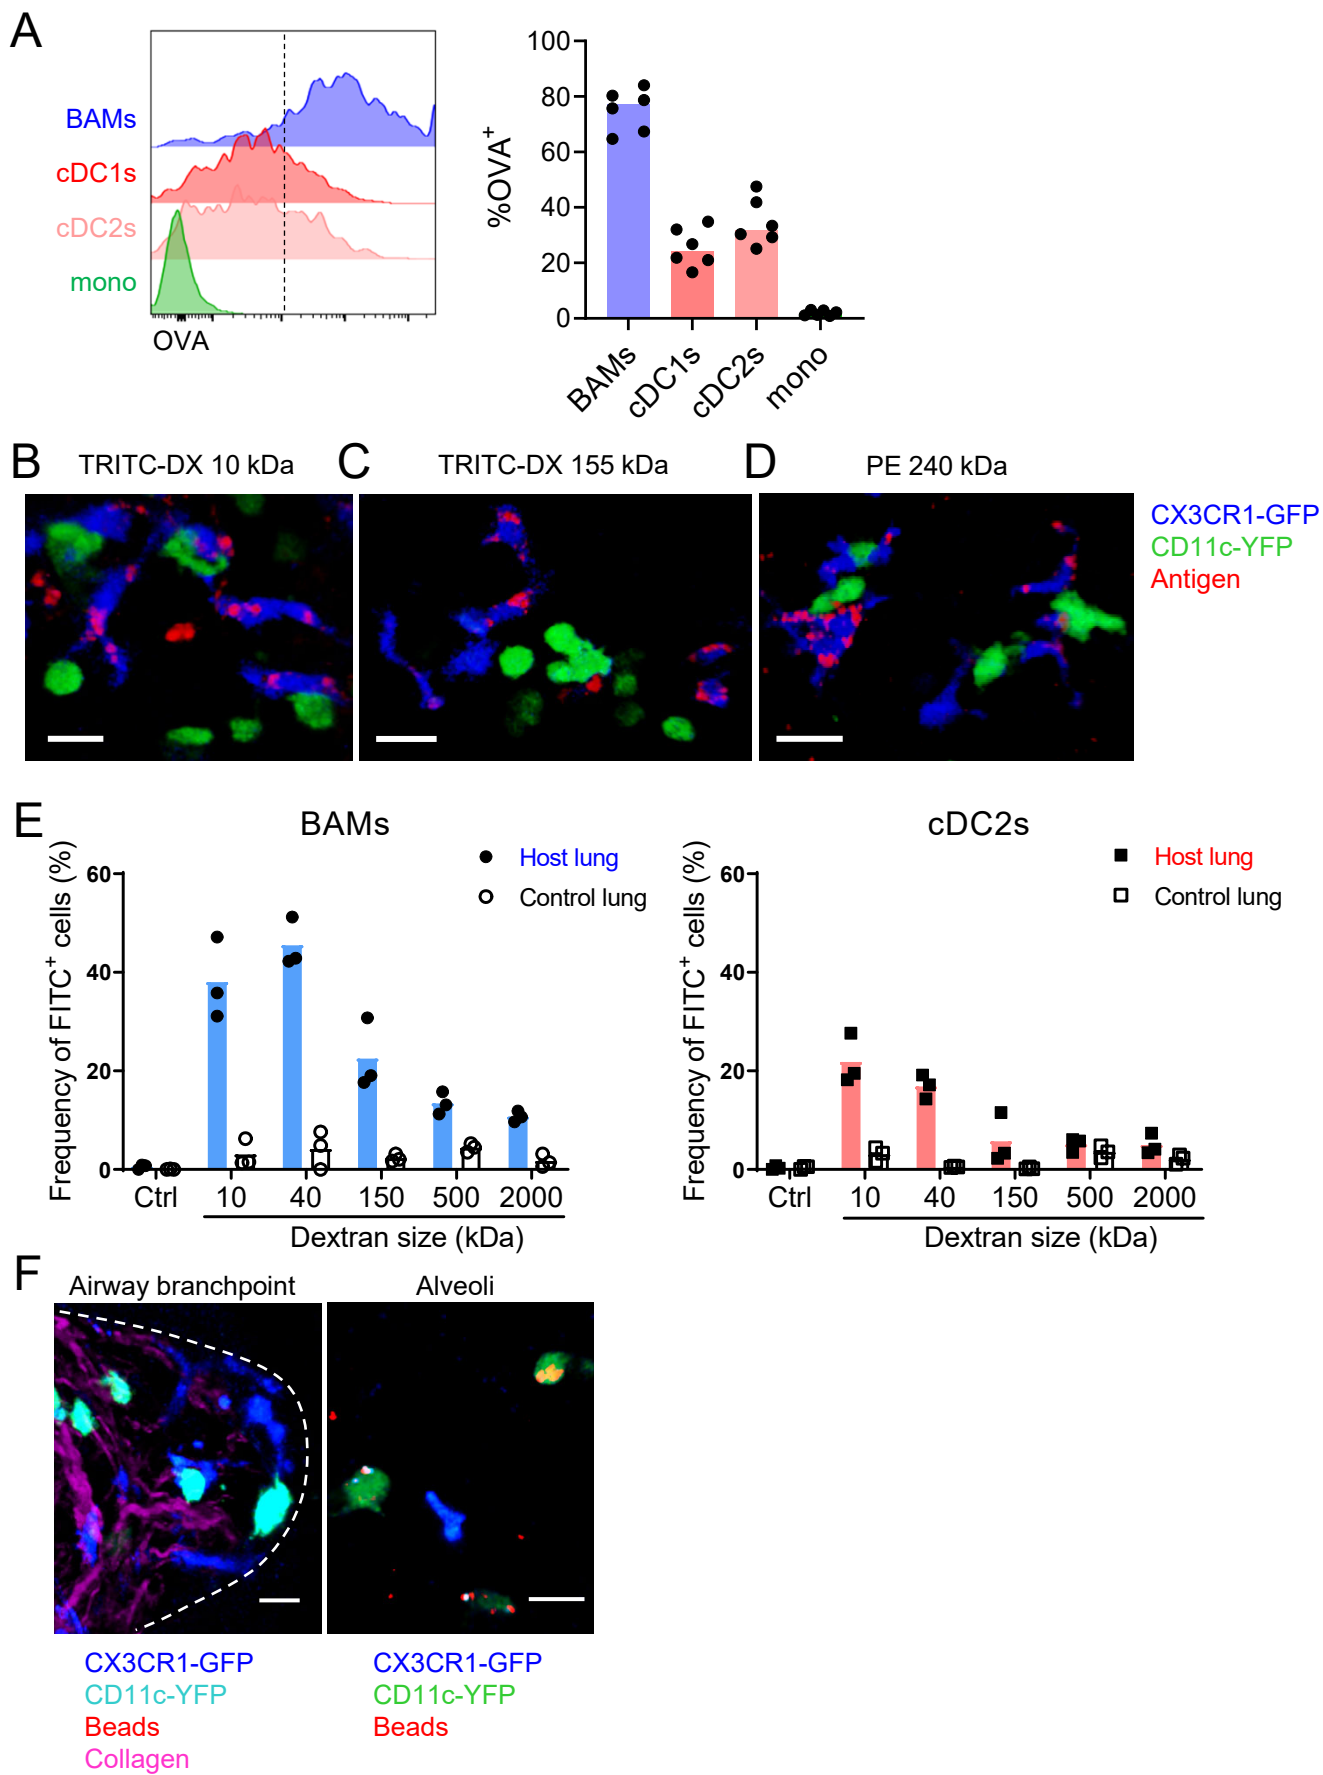 A
BAMs
cDC1s
cDC2s
mono
OVA
%OVA+
100
80
60
40
20
0
BAMs
cDC1s
cDC2s
mono
B
TRITC-DX 10 kDa
C
TRITC-DX 155 kDa
D
PE 240 kDa
CX3CR1-GFP
CD11c-YFP
Antigen
E
BAMs
Host lung
Control lung
Frequency of FITC+ cells (%)
60
40
20
0
Ctrl 10 40 150 500 2000
Dextran size (kDa)
cDC2s
Host lung
Control lung
Frequency of FITC+ cells (%)
60
40
20
0
Ctrl 10 40 150 500 2000
Dextran size (kDa)
F
Airway branchpoint
Alveoli
CX3CR1-GFP
CD11c-YFP
Beads
Collagen
CX3CR1-GFP
CD11c-YFP
Beads